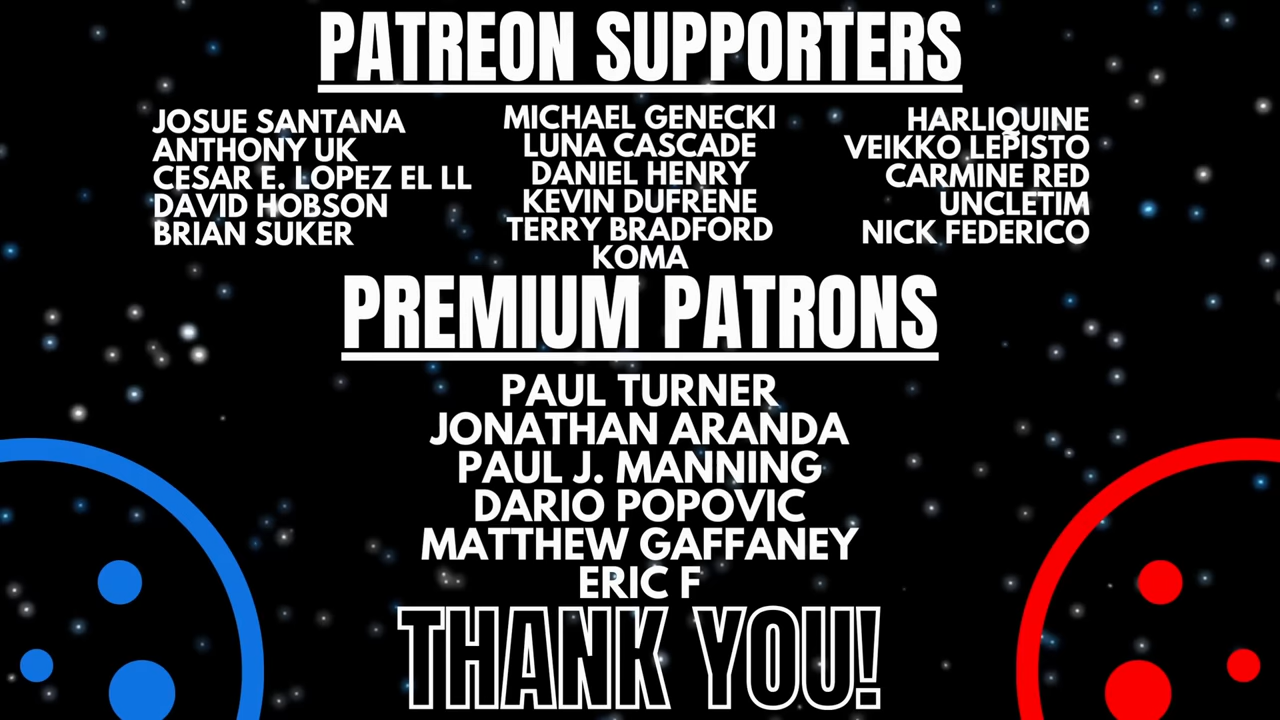 PATREON SUPPORTERS
JOSUE SANTANA
ANTHONY UK
CESAR E. LOPEZ EL LL
DAVID HOBSON
BRIAN SUKER
MICHAEL GENECKI
LUNA CASCADE
DANIEL HENRY
KEVIN DUFRENE
TERRY BRADFORD
KOMA
HARLIQUINE
VEIKKO LEPISTO
CARMINE RED
UNCLETIM
NICK FEDERICO
PREMIUM PATRONS
PAUL TURNER
JONATHAN ARANDA
PAUL J. MANNING
DARIO POPOVIC
MATTHEW GAFFANEY
ERIC F
THANK YOU!